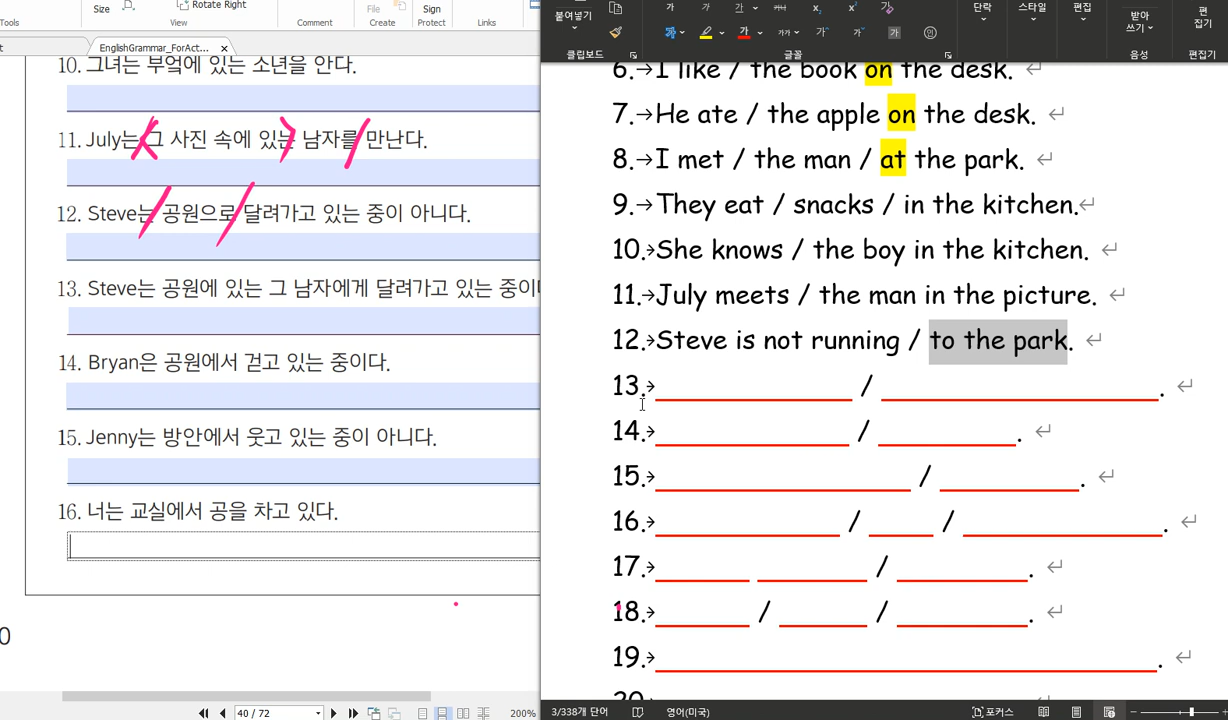 Tools
Size
View
Rotate Right
Comment
File
Create
Sign
Protect
Links
EnglishGrammar_ForAct...
10. 그녀는 부엌에 있는 소년을 안다.
11. July는 그 사진 속에 있는 남자를 만난다.
12. Steve는 공원으로 달려가고 있는 중이 아니다.
13. Steve는 공원에 있는 그 남자에게 달려가고 있는 중이
14. Bryan은 공원에서 걷고 있는 중이다.
15. Jenny는 방안에서 웃고 있는 중이 아니다.
16. 너는 교실에서 공을 차고 있다.
40 / 72
200%
붙여넣기
클립보드
글꼴
단락
스타일
편집
받아쓰기
음성
편집기
6.→I like / the book on the desk.
7.→He ate / the apple on the desk.
8.→I met / the man / at the park.
9.→They eat / snacks / in the kitchen.
10.→She knows / the boy in the kitchen.
11.→July meets / the man in the picture.
12.→Steve is not running / to the park.
13.→ / .
14.→ / .
15.→ / .
16.→ / / .
17.→ / .
18.→ / / .
19.→ .
20.
3/338개 단어
영어(미국)
포커스